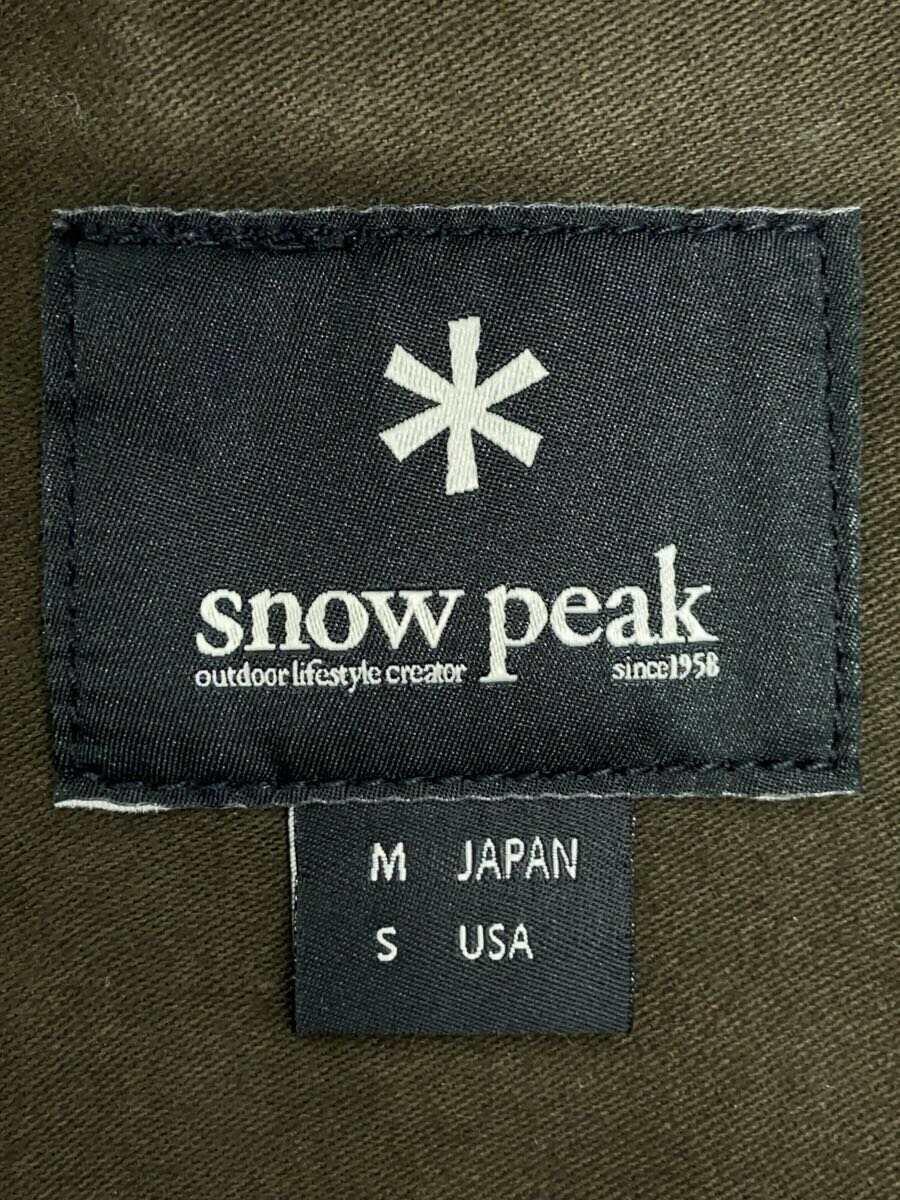 snow peak
outdoor lifestyle creator since1958
M JAPAN
S USA